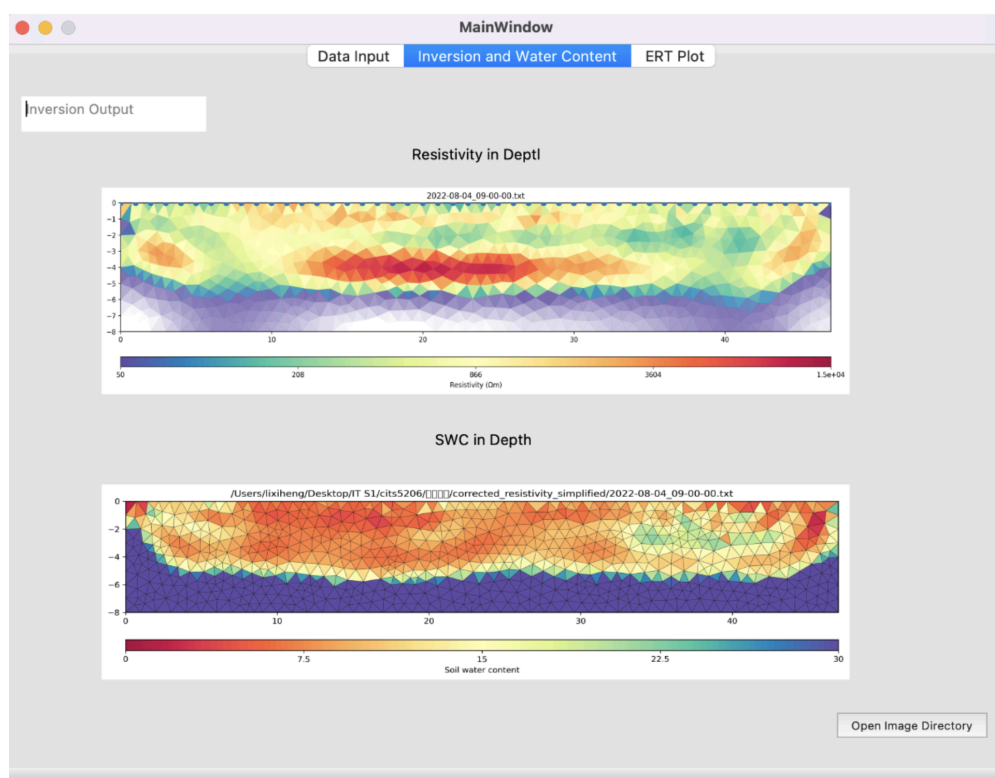 MainWindow
Data Input Inversion and Water Content ERT Plot
Inversion Output
Resistivity in Deptl
2022-08-04_09-00-00.txt
0
−1
−2
−3
−4
−5
−6
−7
−8
0 10 20 30 40
50 208 866 3604 1.5e+04
Resistivity (Ωm)
SWC in Depth
/Users/lixiheng/Desktop/IT S1/cits5206/▯▯▯▯/corrected_resistivity_simplified/2022-08-04_09-00-00.txt
0
−2
−4
−6
−8
0 10 20 30 40
0 7.5 15 22.5 30
Soil water content
Open Image Directory